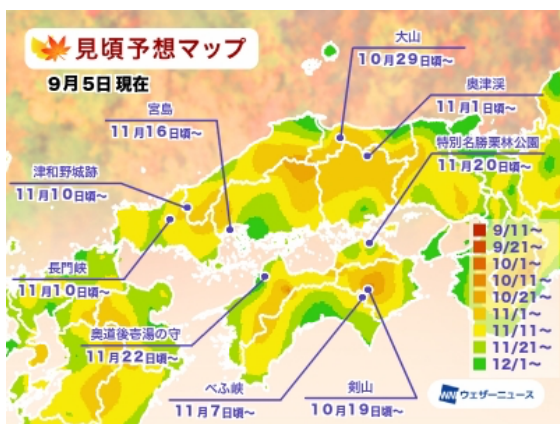 見頃予想マップ
9月5日 現在
大山
10月29日頃～
奥津渓
11月1日頃～
宮島
11月16日頃～
特別名勝栗林公園
11月20日頃～
津和野城跡
11月10日頃～
長門峡
11月10日頃～
奥道後壱湯の守
11月22日頃～
べふ峡
11月7日頃～
剣山
10月19日頃～
9/11～
9/21～
10/1～
10/11～
10/21～
11/1～
11/11～
11/21～
12/1～
WN ウェザーニュース